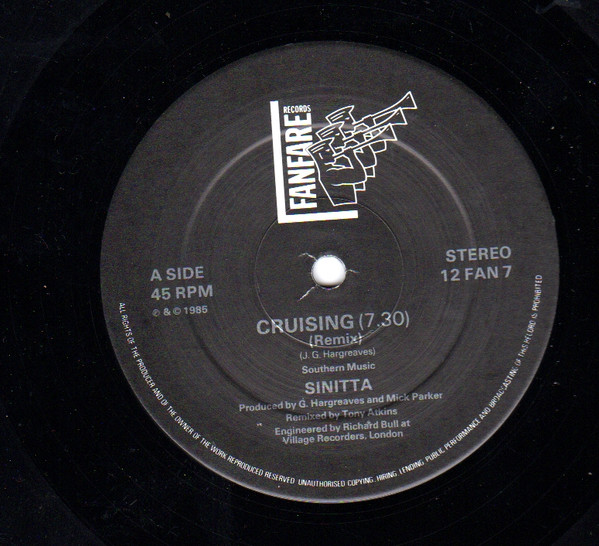 FANFARE
RECORDS
A SIDE
45 RPM
℗ & © 1985
STEREO
12 FAN 7
CRUISING (7.30)
(Remix)
(J. G. Hargreaves)
Southern Music
SINITTA
Produced by G. Hargreaves and Mick Parker
Remixed by Tony Atkins
Engineered by Richard Bull at
Village Recorders, London
ALL RIGHTS OF THE PRODUCER AND OF THE OWNER OF THE WORK REPRODUCED RESERVED UNAUTHORISED COPYING, HIRING LENDING PUBLIC PERFORMANCE AND BROADCASTING OF THIS RECORD PROHIBITED